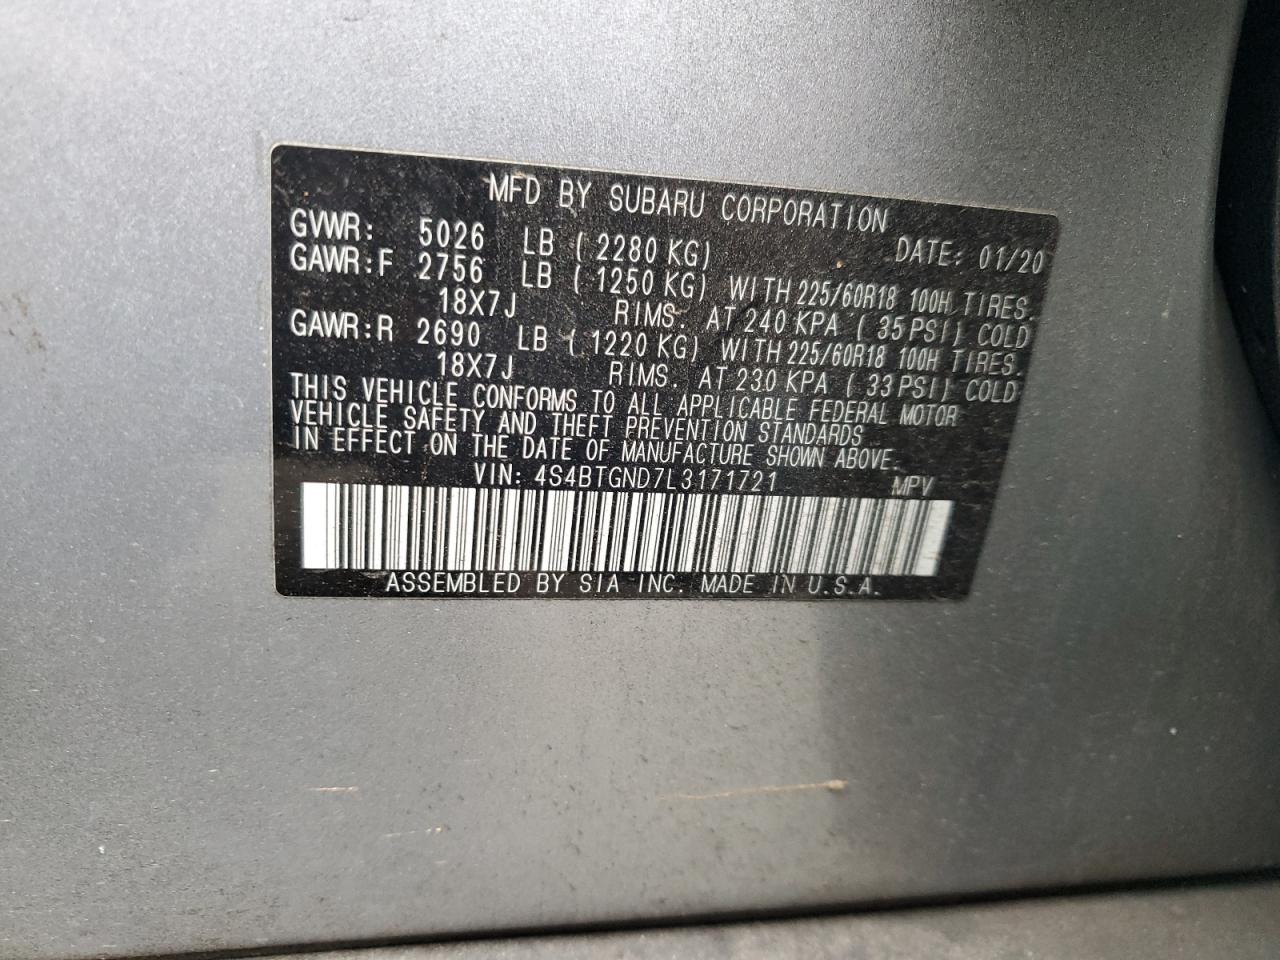 MFD BY SUBARU CORPORATION
GVWR: 5026 LB ( 2280 KG) DATE: 01/20
GAWR:F 2756 LB ( 1250 KG) WITH 225/60R18 100H TIRES.
18X7J RIMS. AT 240 KPA ( 35 PSI) COLD
GAWR:R 2690 LB ( 1220 KG) WITH 225/60R18 100H TIRES.
18X7J RIMS. AT 230 KPA ( 33 PSI) COLD
THIS VEHICLE CONFORMS TO ALL APPLICABLE FEDERAL MOTOR
VEHICLE SAFETY AND THEFT PREVENTION STANDARDS
IN EFFECT ON THE DATE OF MANUFACTURE SHOWN ABOVE.
VIN: 4S4BTGND7L3171721 MPV
ASSEMBLED BY SIA INC. MADE IN U.S.A.